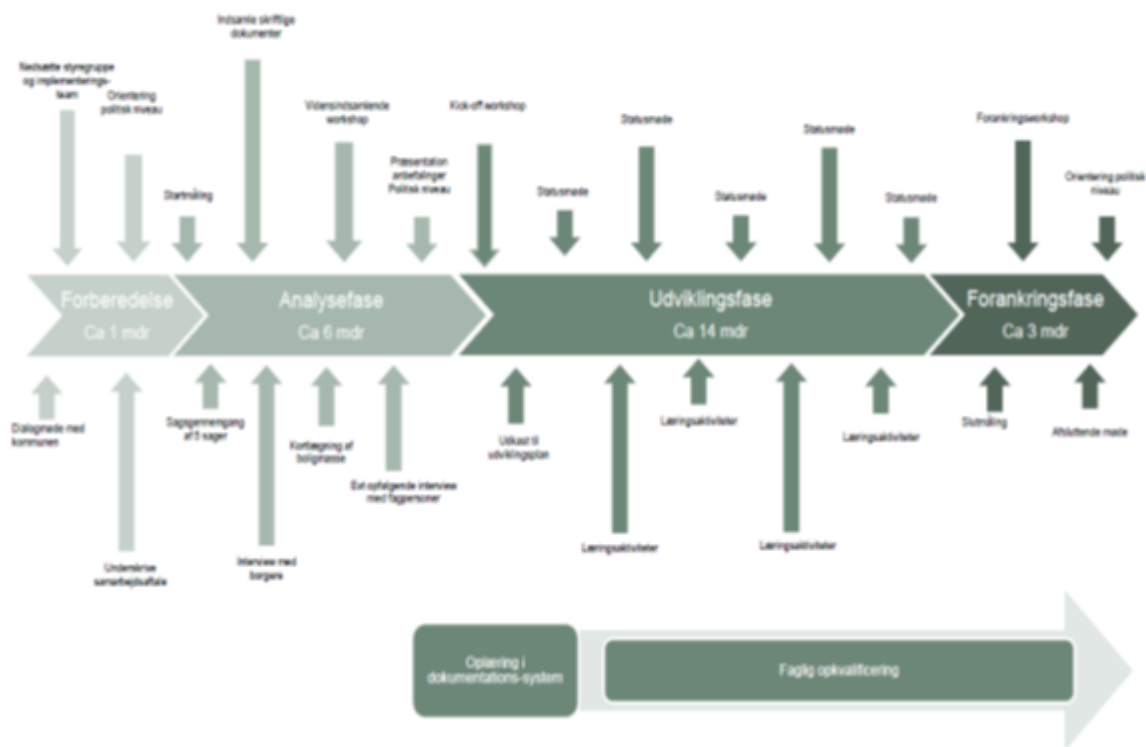 Indsamle skriftlige
dokumenter
Nedsætte styregruppe
og implementerings-
team
Orientering
politisk niveau
Startmåling
Vidensindsamlende
workshop
Præsentation
anbefalinger
Politisk niveau
Kick-off workshop
Statusmøde
Statusmøde
Statusmøde
Statusmøde
Statusmøde
Forankringsworkshop
Orientering politisk
niveau
Forberedelse
Ca 1 mdr
Analysefase
Ca 6 mdr
Udviklingsfase
Ca 14 mdr
Forankringsfase
Ca 3 mdr
Dialogmøde med
kommunen
Underskrive
samarbejdsaftale
Sagsgennemgang
af 5 sager
Interview med
borgere
Kortlægning af
boligmasse
Evt opfølgende interview
med fagpersoner
Udkast til
udviklingsplan
Læringsaktiviteter
Læringsaktiviteter
Læringsaktiviteter
Læringsaktiviteter
Slutmåling
Afsluttende møde
Oplæring i
dokumentations-system
Faglig opkvalificering